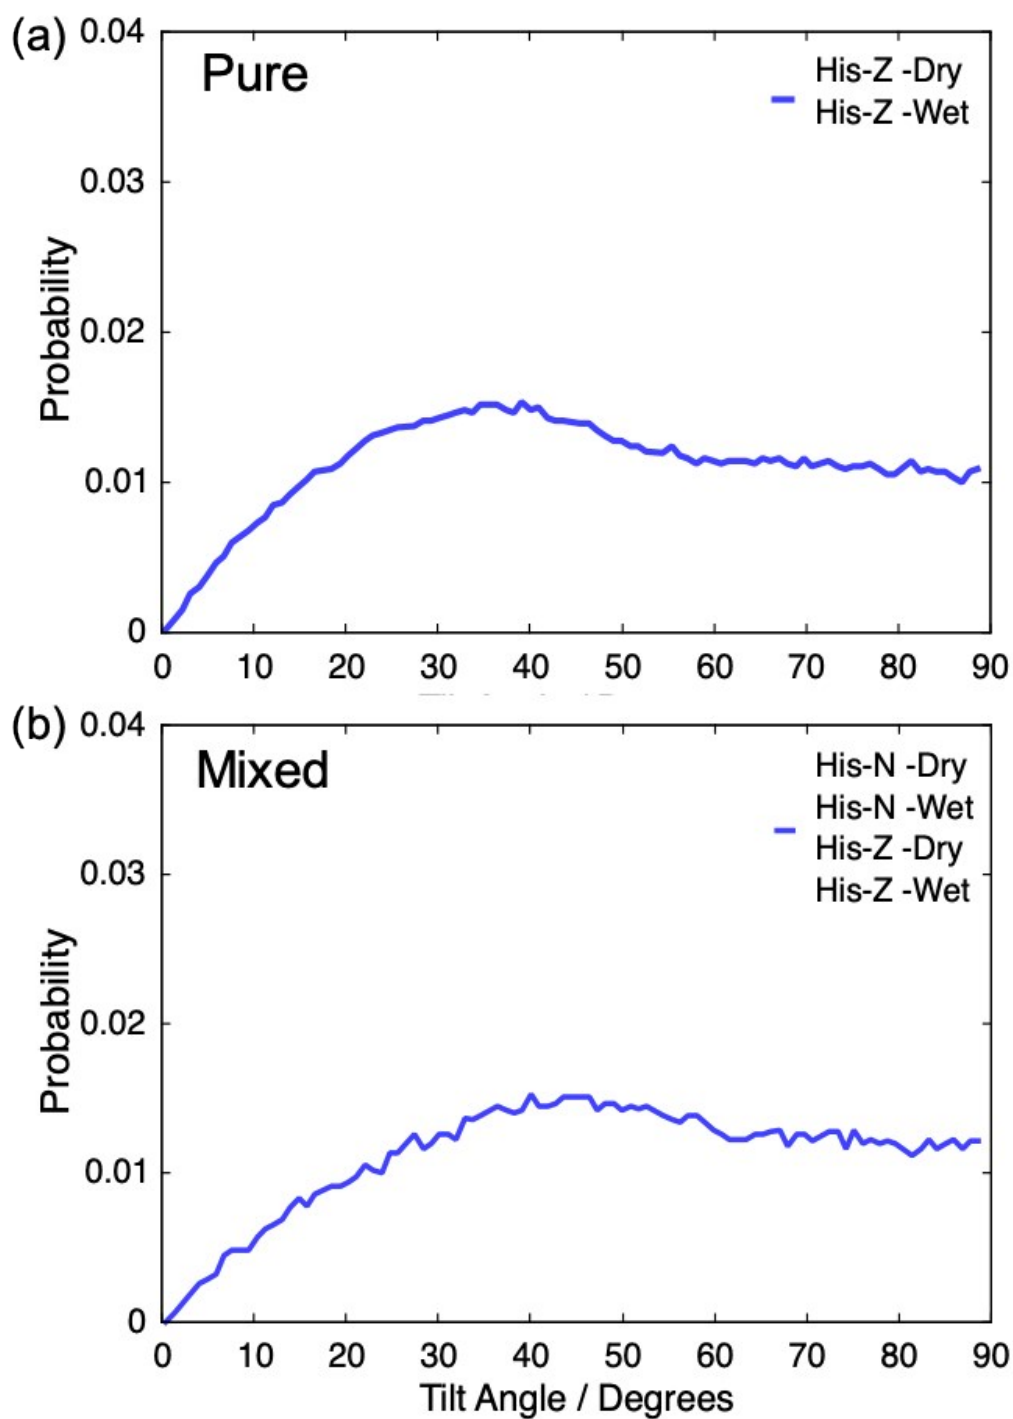 (a)
0.04
Pure
His-Z -Dry
His-Z -Wet
0.03
Probability
0.02
0.01
0
0 10 20 30 40 50 60 70 80 90
(b)
0.04
Mixed
His-N -Dry
His-N -Wet
His-Z -Dry
His-Z -Wet
0.03
Probability
0.02
0.01
0
0 10 20 30 40 50 60 70 80 90
Tilt Angle / Degrees